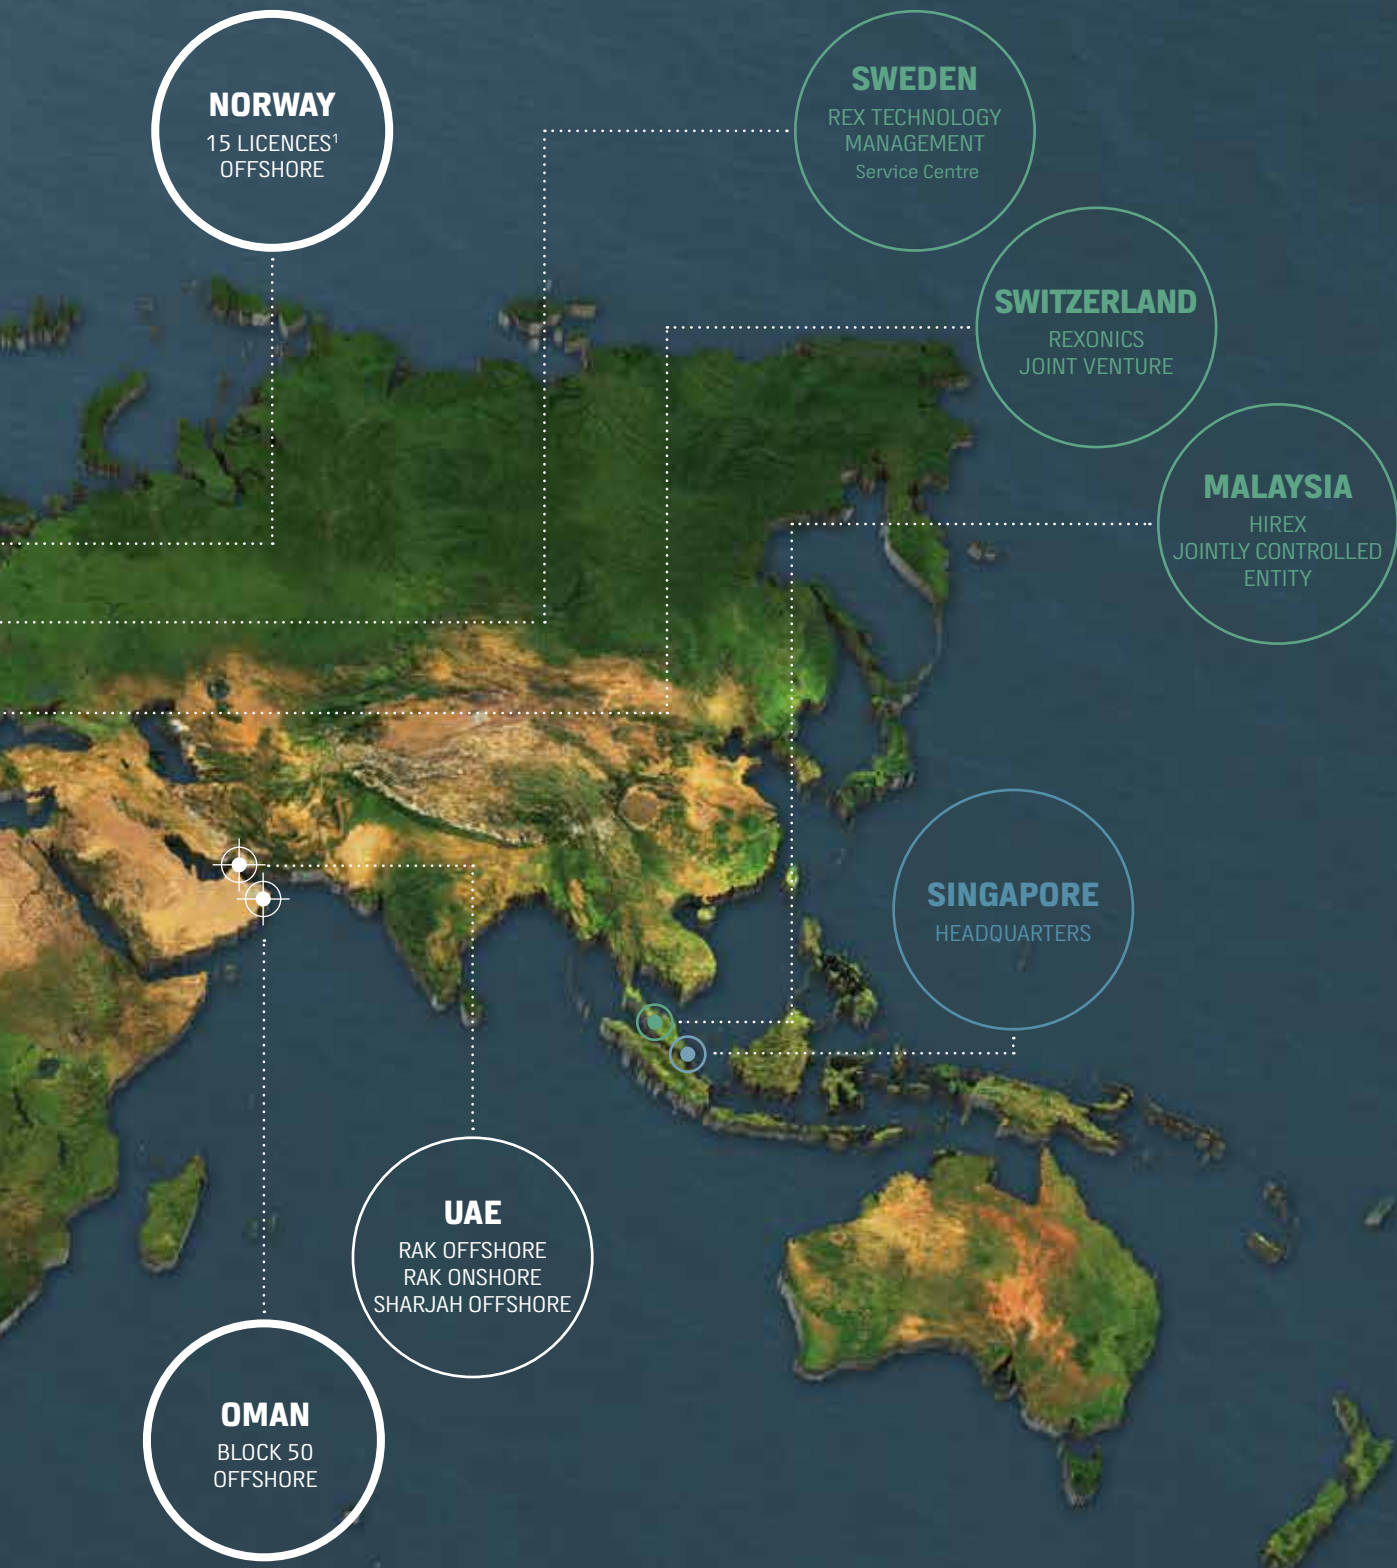 NORWAY
15 LICENCES¹
OFFSHORE
SWEDEN
REX TECHNOLOGY
MANAGEMENT
Service Centre
SWITZERLAND
REXONICS
JOINT VENTURE
MALAYSIA
HIREX
JOINTLY CONTROLLED
ENTITY
SINGAPORE
HEADQUARTERS
UAE
RAK OFFSHORE
RAK ONSHORE
SHARJAH OFFSHORE
OMAN
BLOCK 50
OFFSHORE